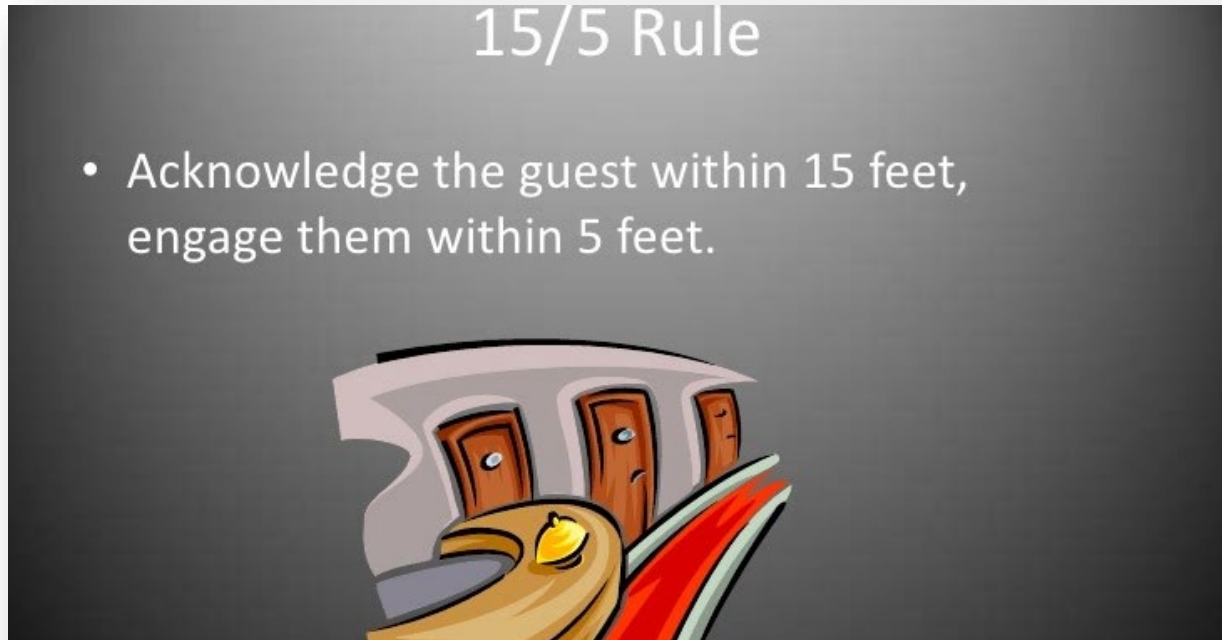 15/5 Rule
• Acknowledge the guest within 15 feet,
engage them within 5 feet.